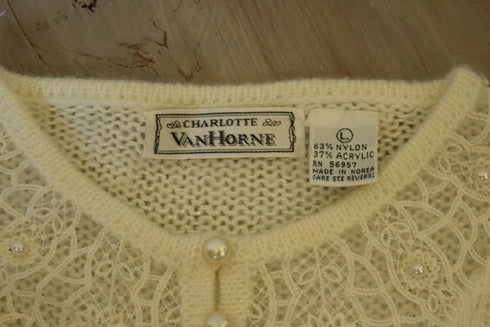 CHARLOTTE
VANHORNE
L
63% NYLON
37% ACRYLIC
RN 56957
MADE IN KOREA
CARE SEE REVERSE